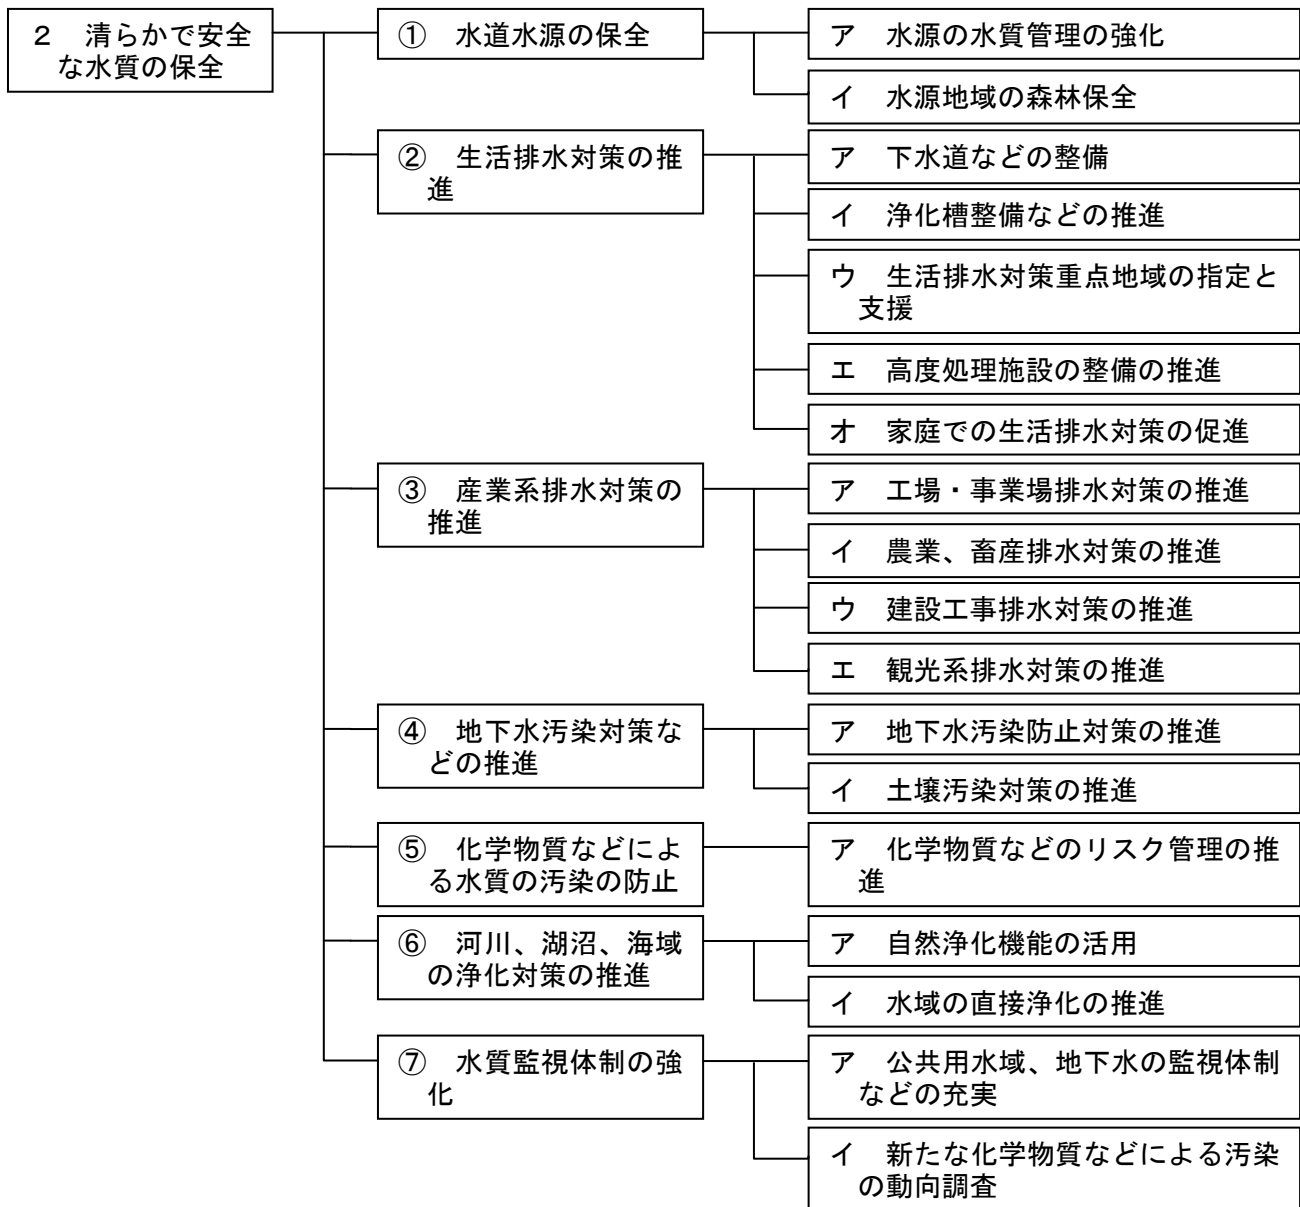 ２　清らかで安全
な水質の保全
①　水道水源の保全
ア　水源の水質管理の強化
イ　水源地域の森林保全
②　生活排水対策の推
進
ア　下水道などの整備
イ　浄化槽整備などの推進
ウ　生活排水対策重点地域の指定と
支援
エ　高度処理施設の整備の推進
オ　家庭での生活排水対策の促進
③　産業系排水対策の
推進
ア　工場・事業場排水対策の推進
イ　農業、畜産排水対策の推進
ウ　建設工事排水対策の推進
エ　観光系排水対策の推進
④　地下水汚染対策な
どの推進
ア　地下水汚染防止対策の推進
イ　土壌汚染対策の推進
⑤　化学物質などによ
る水質の汚染の防止
ア　化学物質などのリスク管理の推
進
⑥　河川、湖沼、海域
の浄化対策の推進
ア　自然浄化機能の活用
イ　水域の直接浄化の推進
⑦　水質監視体制の強
化
ア　公共用水域、地下水の監視体制
などの充実
イ　新たな化学物質などによる汚染
の動向調査